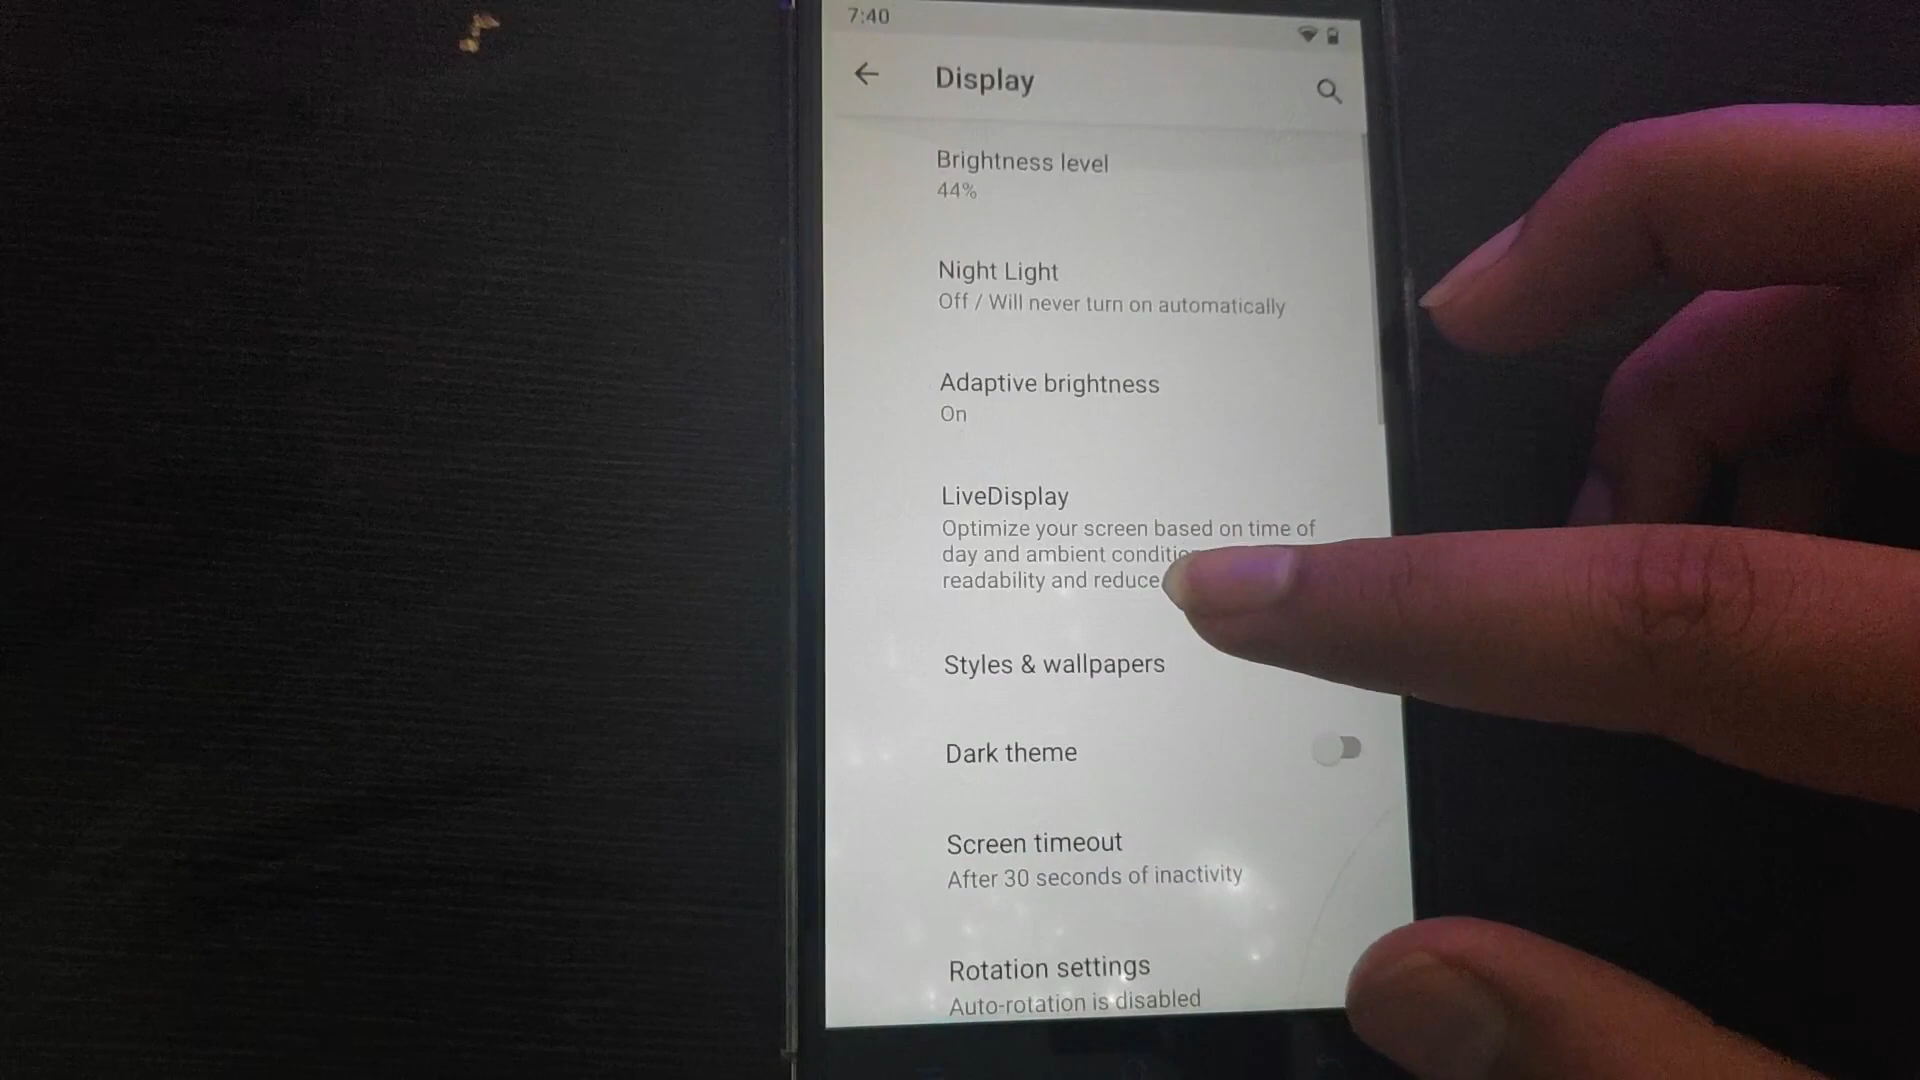 7:40
Display
Brightness level
44%
Night Light
Off / Will never turn on automatically
Adaptive brightness
On
LiveDisplay
Optimize your screen based on time of
day and ambient
readability and reduce
Styles & wallpapers
Dark theme
Screen timeout
After 30 seconds of inactivity
Rotation settings
Auto-rotation is disabled